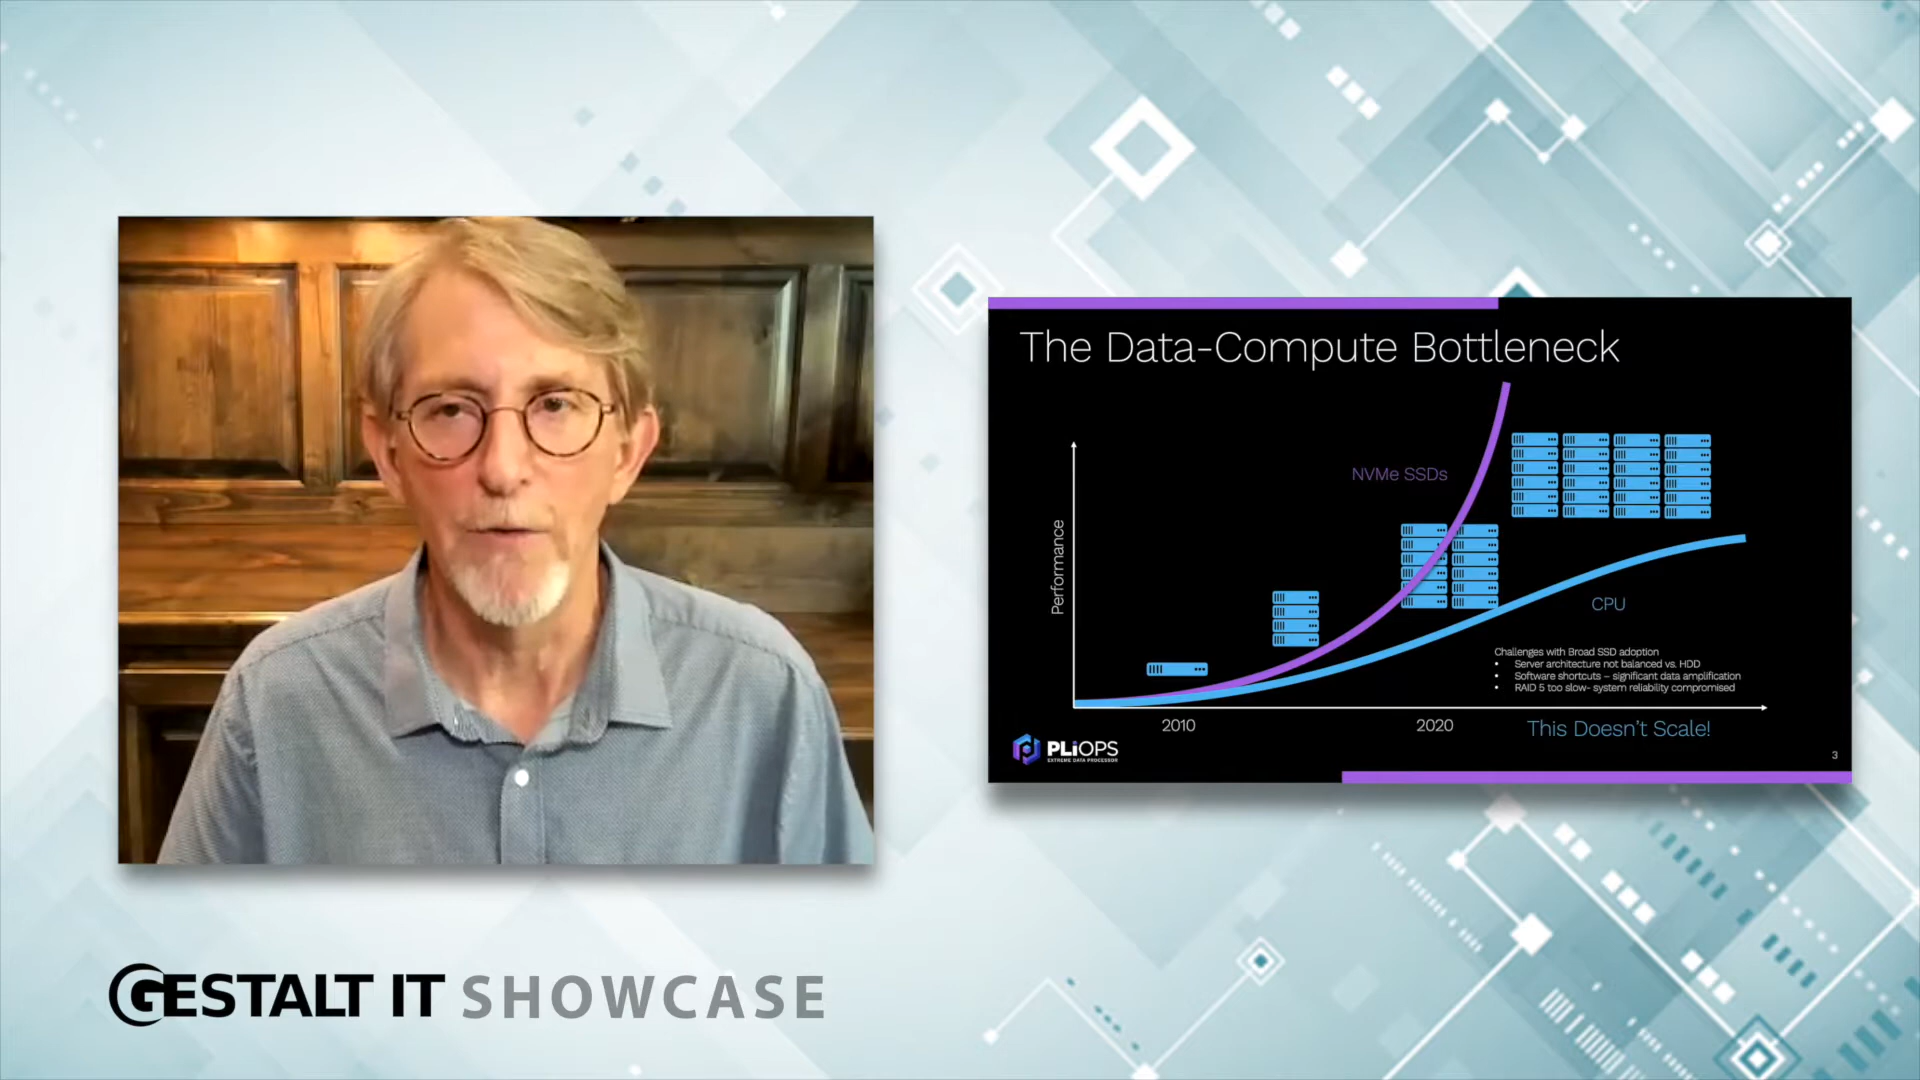 The Data-Compute Bottleneck
NVMe SSDs
Performance
CPU
Challenges with Broad SSD adoption
• Server architecture not balanced vs. HDD
• Software shortcuts – significant data amplification
• RAID 5 too slow- system reliability compromised
2010
2020
This Doesn't Scale!
PLiOPS
EXTREME DATA PROCESSOR
3
GESTALT IT SHOWCASE